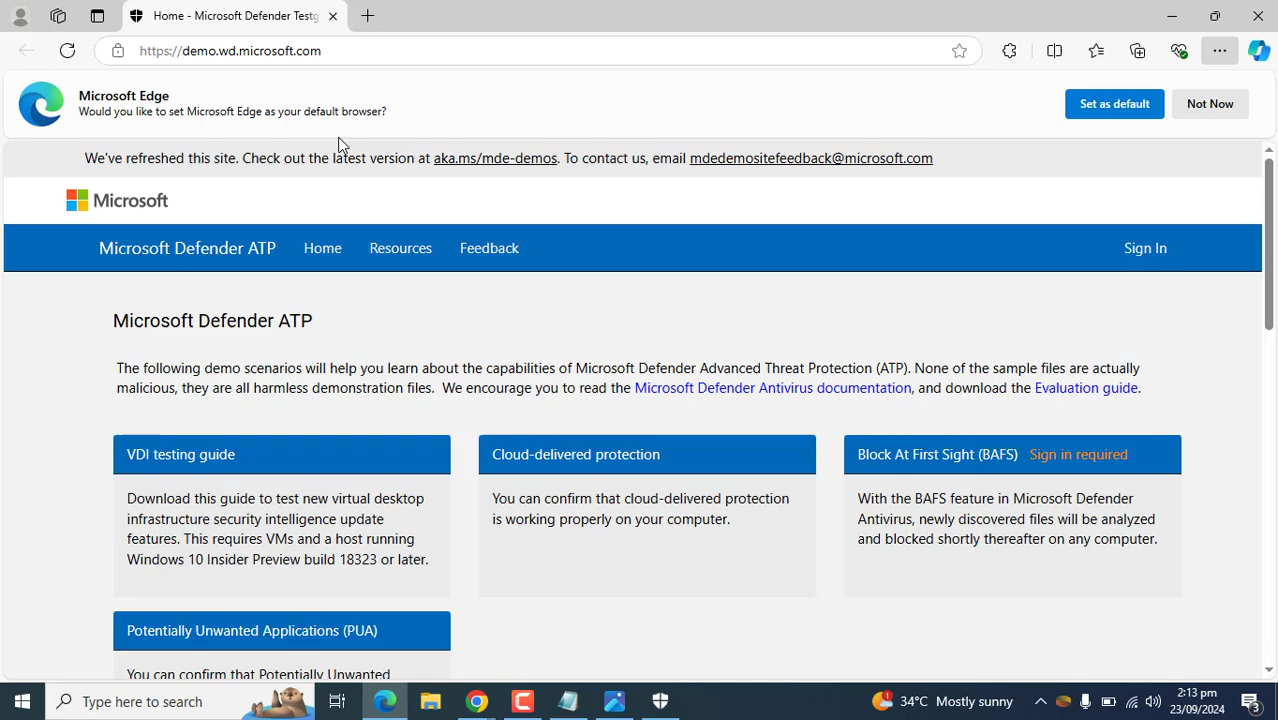 Home - Microsoft Defender Testg
https://demo.wd.microsoft.com
Microsoft Edge
Would you like to set Microsoft Edge as your default browser?
Set as default
Not Now
We've refreshed this site. Check out the latest version at aka.ms/mde-demos. To contact us, email mdedemositefeedback@microsoft.com
Microsoft
Microsoft Defender ATP
Home
Resources
Feedback
Sign In
Microsoft Defender ATP
The following demo scenarios will help you learn about the capabilities of Microsoft Defender Advanced Threat Protection (ATP). None of the sample files are actually
malicious, they are all harmless demonstration files. We encourage you to read the Microsoft Defender Antivirus documentation, and download the Evaluation guide.
VDI testing guide
Download this guide to test new virtual desktop
infrastructure security intelligence update
features. This requires VMs and a host running
Windows 10 Insider Preview build 18323 or later.
Cloud-delivered protection
You can confirm that cloud-delivered protection
is working properly on your computer.
Block At First Sight (BAFS) Sign in required
With the BAFS feature in Microsoft Defender
Antivirus, newly discovered files will be analyzed
and blocked shortly thereafter on any computer.
Potentially Unwanted Applications (PUA)
You can confirm that Potentially Unwanted
Type here to search
1
34°C Mostly sunny
2:13 pm
23/09/2024
3